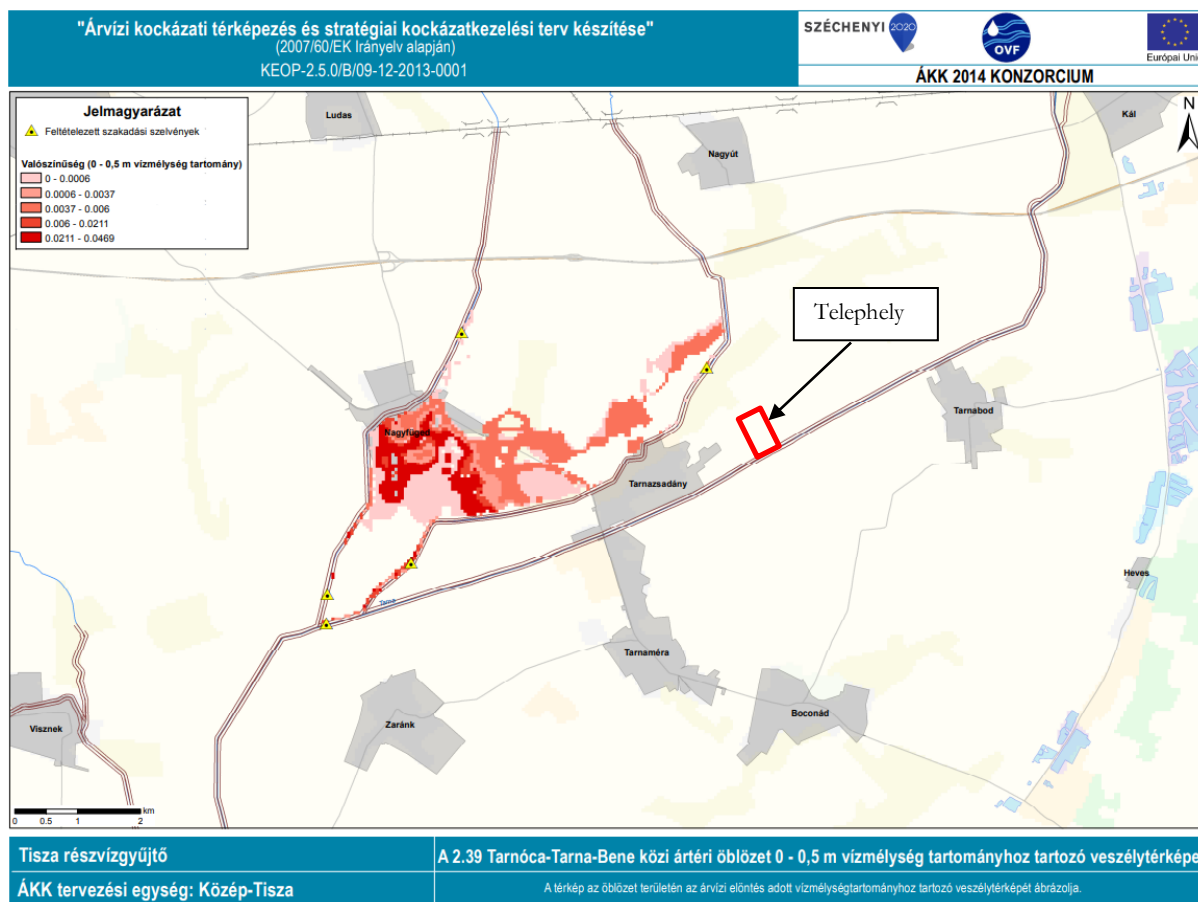 "Árvízi kockázati térképezés és stratégiai kockázatkezelési terv készítése"
(2007/60/EK Irányelv alapján)
KEOP-2.5.0/B/09-12-2013-0001
SZÉCHENYI 2020
OVF
Európai Unió
ÁKK 2014 KONZORCIUM
Jelmagyarázat
Feltételezett szakadási szelvények
Valószínűség (0 - 0,5 m vízmélység tartomány)
0 - 0.0006
0.0006 - 0.0037
0.0037 - 0.006
0.006 - 0.0211
0.0211 - 0.0469
Ludas
Nagyút
Kál
N
Telephely
Nagyfüged
Tarnabod
Tarnazsadány
Heves
Tarna
Tarnaméra
Boconád
Zaránk
Visznek
km
0 0.5 1 2
Tisza részvízgyűjtő
A 2.39 Tarnóca-Tarna-Bene közi ártéri öblözet 0 - 0,5 m vízmélység tartományhoz tartozó veszélytérképe
ÁKK tervezési egység: Közép-Tisza
A térkép az öblözet területén az árvízi elöntés adott vízmélységtartományhoz tartozó veszélytérképét ábrázolja.